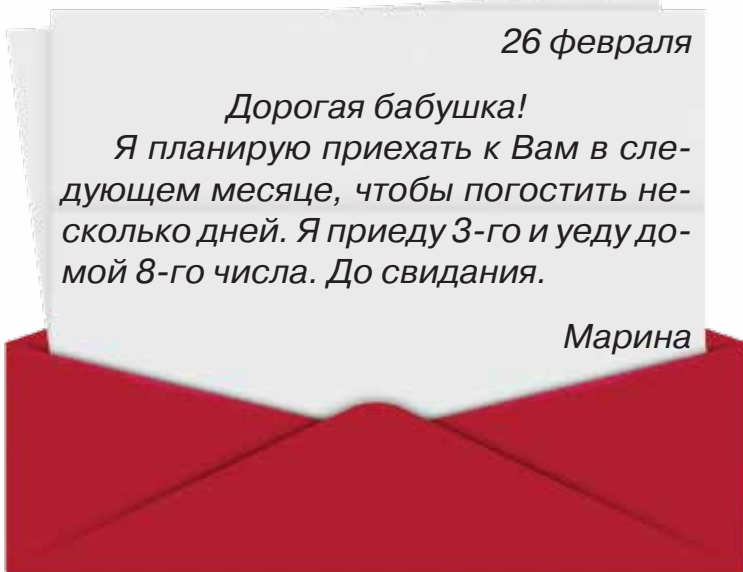 26 февраля
Дорогая бабушка!
Я планирую приехать к Вам в сле-
дующем месяце, чтобы погостить не-
сколько дней. Я приеду 3-го и уеду до-
мой 8-го числа. До свидания.
Марина